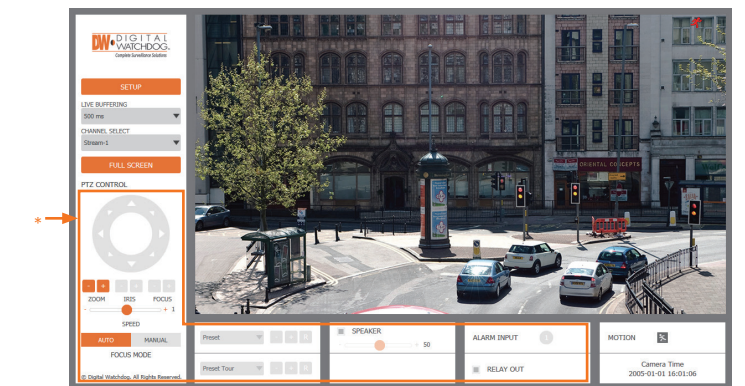 DW DIGITAL
WATCHDOG.
Complete Surveillance Solutions
SETUP
LIVE BUFFERING
500 ms
CHANNEL SELECT
Stream-1
FULL SCREEN
PTZ CONTROL
*
- + - + - +
ZOOM IRIS FOCUS
- + 1
SPEED
AUTO MANUAL
FOCUS MODE
© Digital Watchdog. All Rights Reserved.
ORIENTAL CONCEPTS
Preset - + R
Preset Tour - + R
SPEAKER
- + 50
ALARM INPUT 1
RELAY OUT
MOTION
Camera Time
2005-01-01 16:01:06